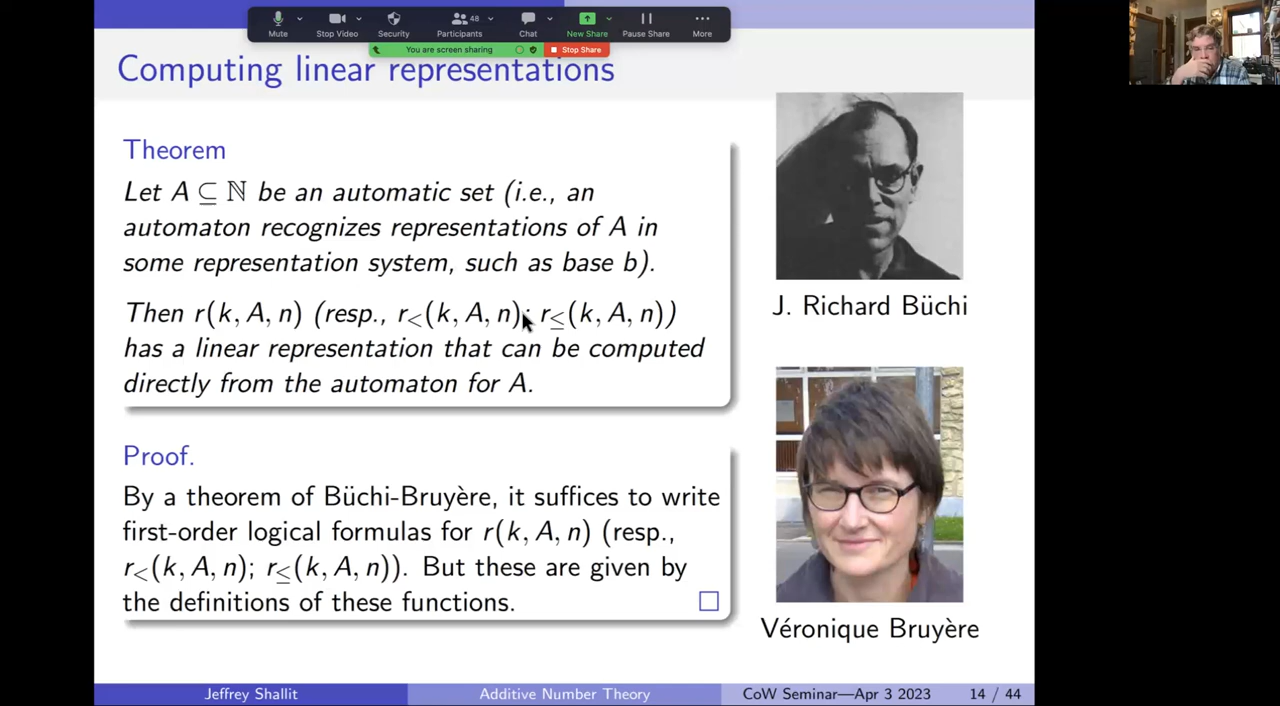 Mute
Stop Video
Security
Participants
48
Chat
New Share
Pause Share
More
You are screen sharing
Stop Share
Computing linear representations
Theorem
Let A ⊆ ℕ be an automatic set (i.e., an
automaton recognizes representations of A in
some representation system, such as base b).
Then r(k, A, n) (resp., r<(k, A, n); r≤(k, A, n))
has a linear representation that can be computed
directly from the automaton for A.
Proof.
By a theorem of Büchi-Bruyère, it suffices to write
first-order logical formulas for r(k, A, n) (resp.,
r<(k, A, n); r≤(k, A, n)). But these are given by
the definitions of these functions.
J. Richard Büchi
Véronique Bruyère
Jeffrey Shallit
Additive Number Theory
CoW Seminar—Apr 3 2023
14 / 44